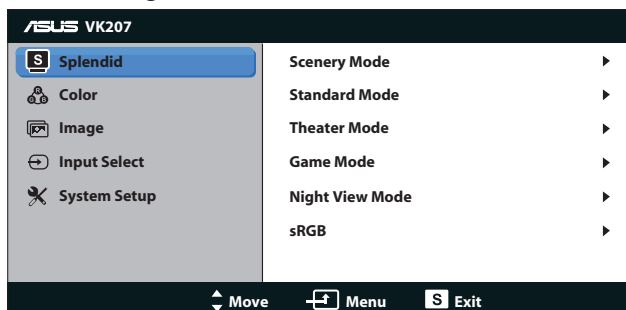 ASUS VK207
S Splendid
Color
Image
Input Select
System Setup
Scenery Mode
Standard Mode
Theater Mode
Game Mode
Night View Mode
sRGB
Move Menu S Exit